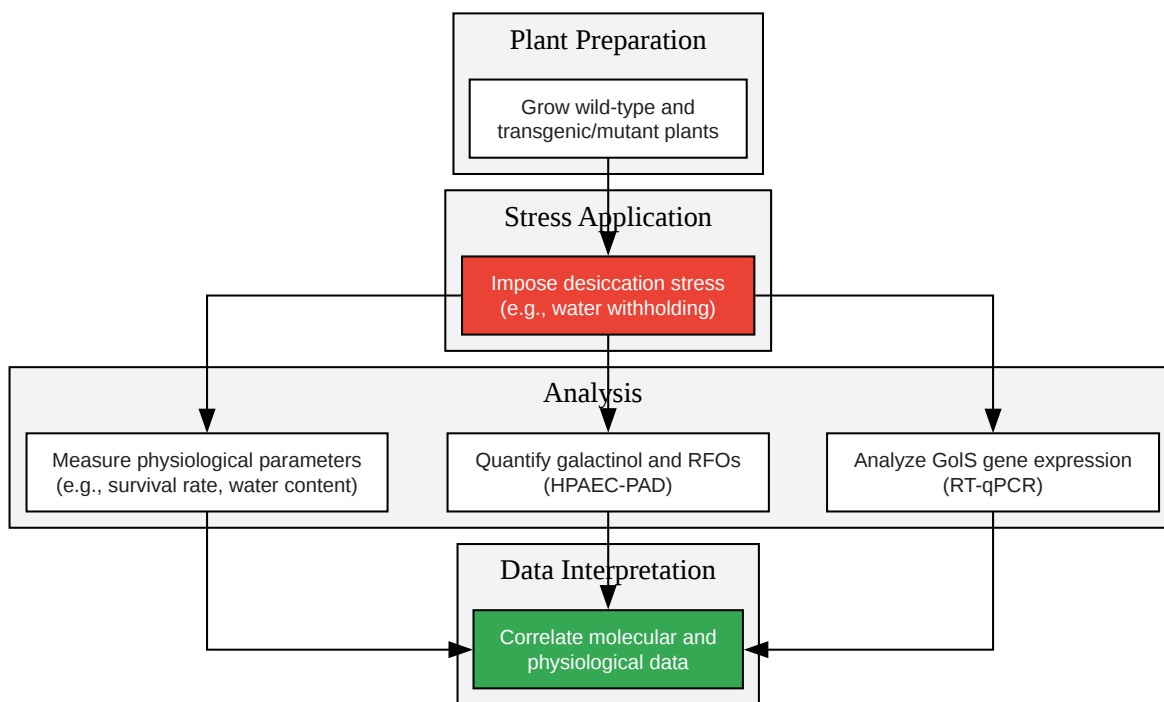 Plant Preparation
Grow wild-type and
transgenic/mutant plants
Stress Application
Impose desiccation stress
(e.g., water withholding)
Analysis
Measure physiological parameters
(e.g., survival rate, water content)
Quantify galactinol and RFOs
(HPAEC-PAD)
Analyze GolS gene expression
(RT-qPCR)
Data Interpretation
Correlate molecular and
physiological data